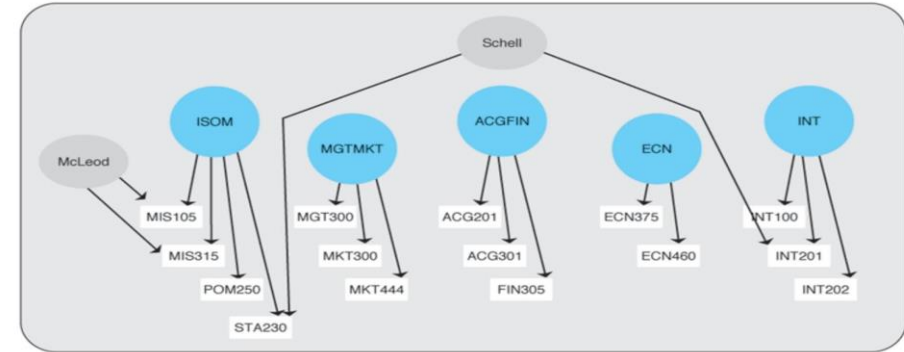 Schell
ISOM
ACGFIN
INT
MGTMKT
ECN
McLeod
MIS105
MGT300
ACG201
ECN375
INT100
MIS315
MKT300
ACG301
ECN460
INT201
POM250
MKT444
FIN305
INT202
STA230